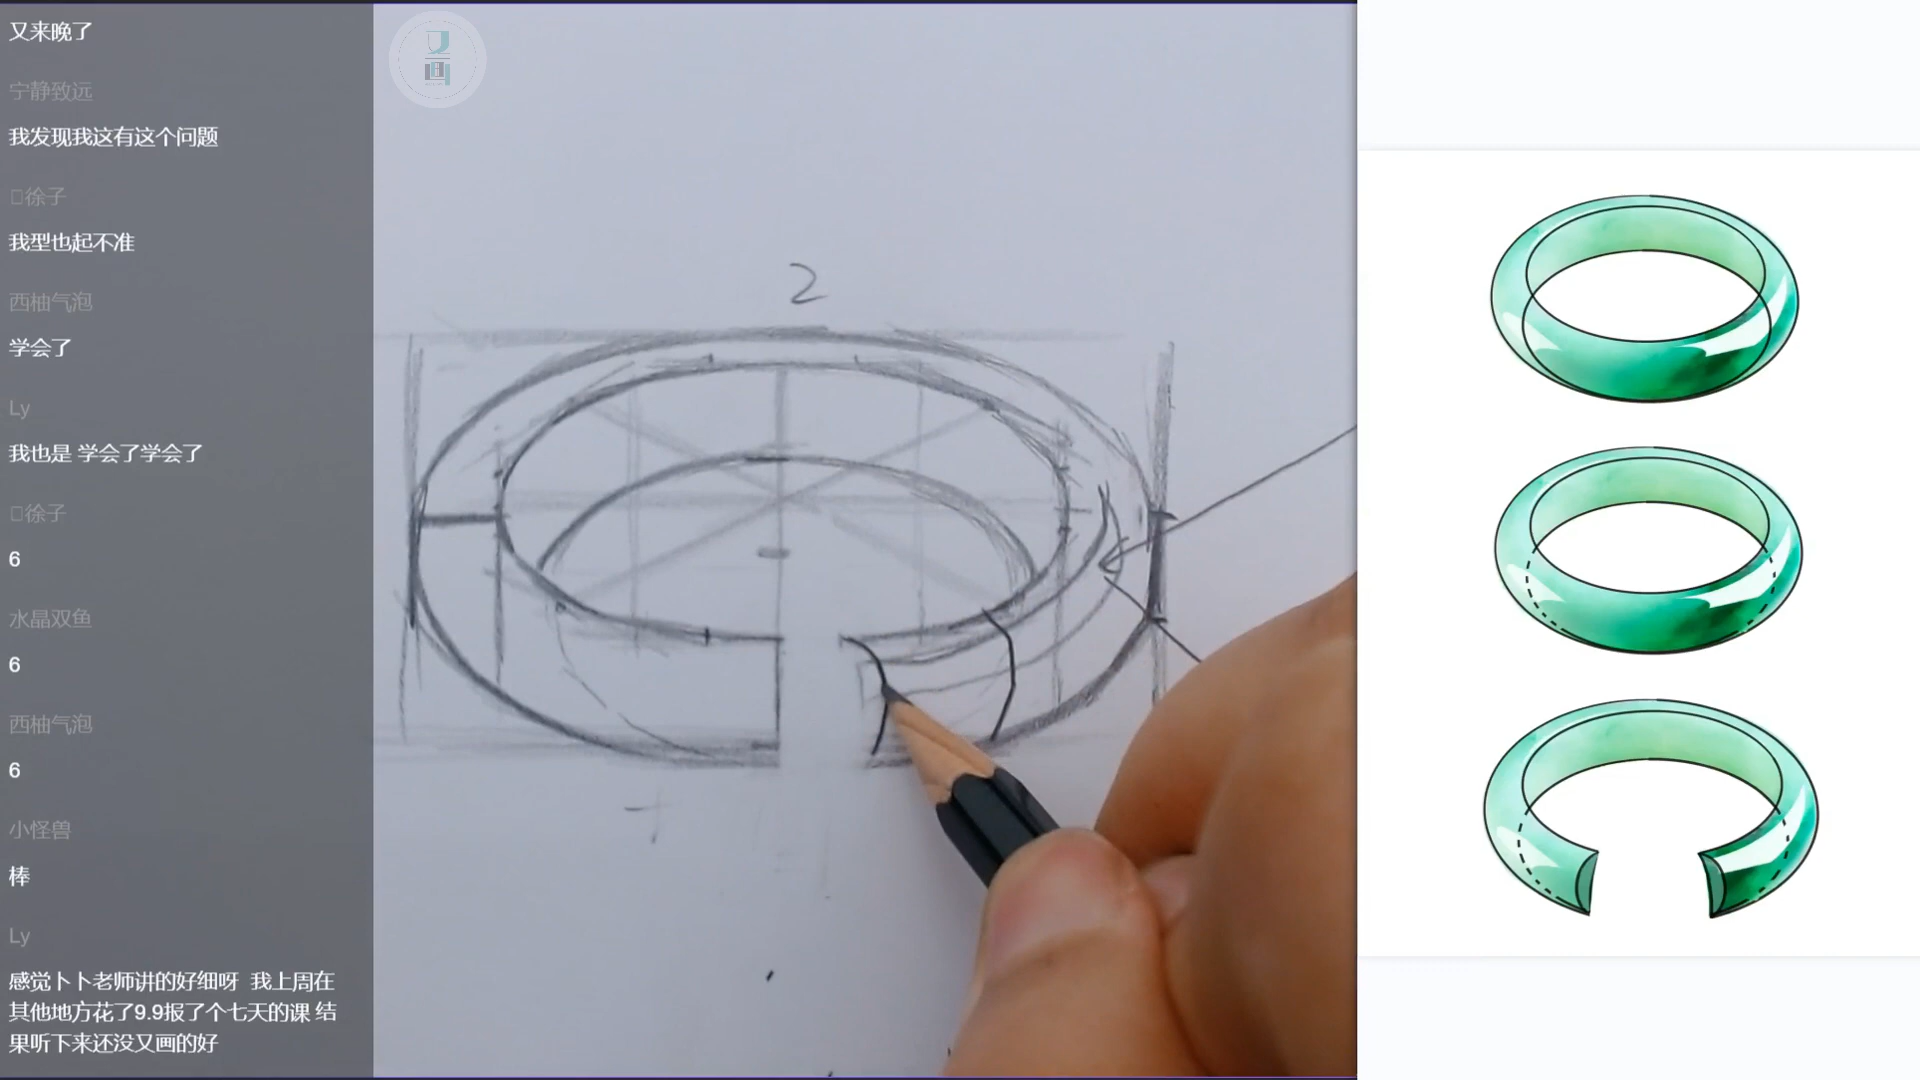 又来晚了
宁静致远
我发现我这有这个问题
徐子
我型也起不准
西柚气泡
学会了
Ly
我也是 学会了学会了
徐子
6
水晶双鱼
6
西柚气泡
6
小怪兽
棒
Ly
感觉卜卜老师讲的好细呀 我上周在
其他地方花了9.9报了个七天的课 结
果听下来还没又画的好
又画
2